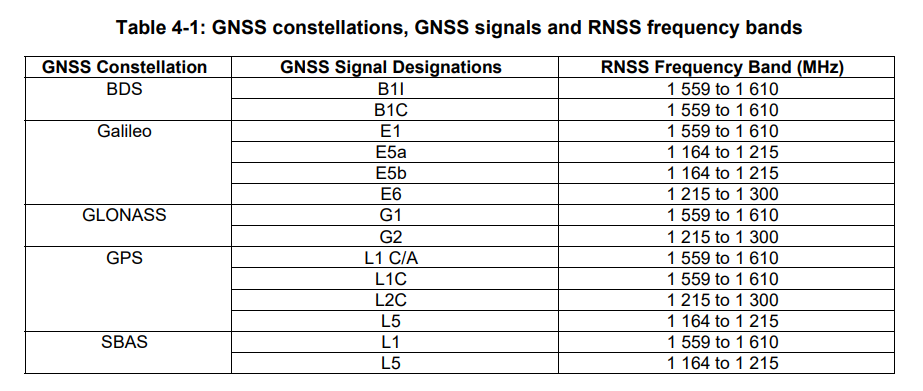 Table 4-1: GNSS constellations, GNSS signals and RNSS frequency bands
GNSS Constellation GNSS Signal Designations RNSS Frequency Band (MHz)
BDS B1I 1 559 to 1 610
B1C 1 559 to 1 610
Galileo E1 1 559 to 1 610
E5a 1 164 to 1 215
E5b 1 164 to 1 215
E6 1 215 to 1 300
GLONASS G1 1 559 to 1 610
G2 1 215 to 1 300
GPS L1 C/A 1 559 to 1 610
L1C 1 559 to 1 610
L2C 1 215 to 1 300
L5 1 164 to 1 215
SBAS L1 1 559 to 1 610
L5 1 164 to 1 215